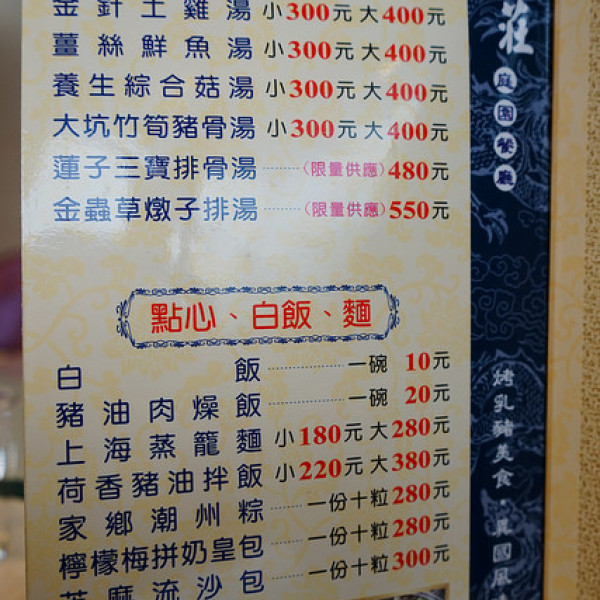 金針土雞湯 小300元 大400元
薑絲鮮魚湯 小300元 大400元
養生綜合菇湯 小300元 大400元
大坑竹筍豬骨湯 小300元 大400元
蓮子三寶排骨湯………(限量供應)480元
金蟲草燉子排湯………(限量供應)550元
點心、白飯、麵
白飯………一碗 10元
豬油肉燥飯………一碗 20元
上海蒸籠麵 小180元 大280元
荷香豬油拌飯 小220元 大380元
家鄉潮州粽………一份十粒280元
檸檬梅拼奶皇包………一份十粒280元
芝麻流沙包………一份十粒300元
莊
庭園餐廳
烤乳豬美食